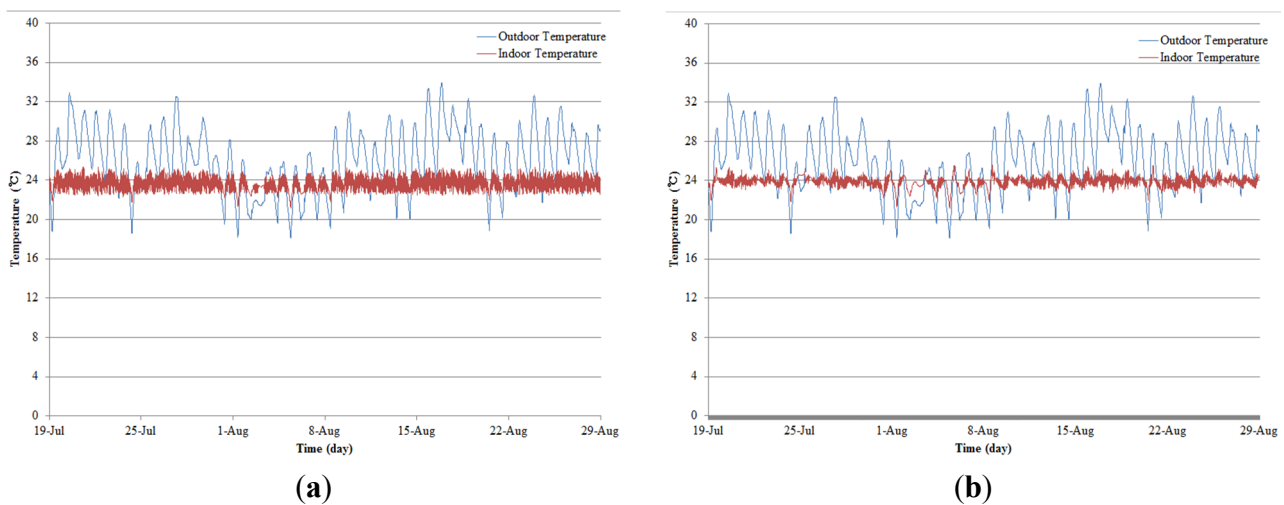 40
36
32
28
24
20
16
12
8
4
0
Temperature (℃)
Outdoor Temperature
Indoor Temperature
19-Jul 25-Jul 1-Aug 8-Aug 15-Aug 22-Aug 29-Aug
Time (day)
(a)
40
36
32
28
24
20
16
12
8
4
0
Temperature (℃)
Outdoor Temperature
Indoor Temperature
19-Jul 25-Jul 1-Aug 8-Aug 15-Aug 22-Aug 29-Aug
Time (day)
(b)